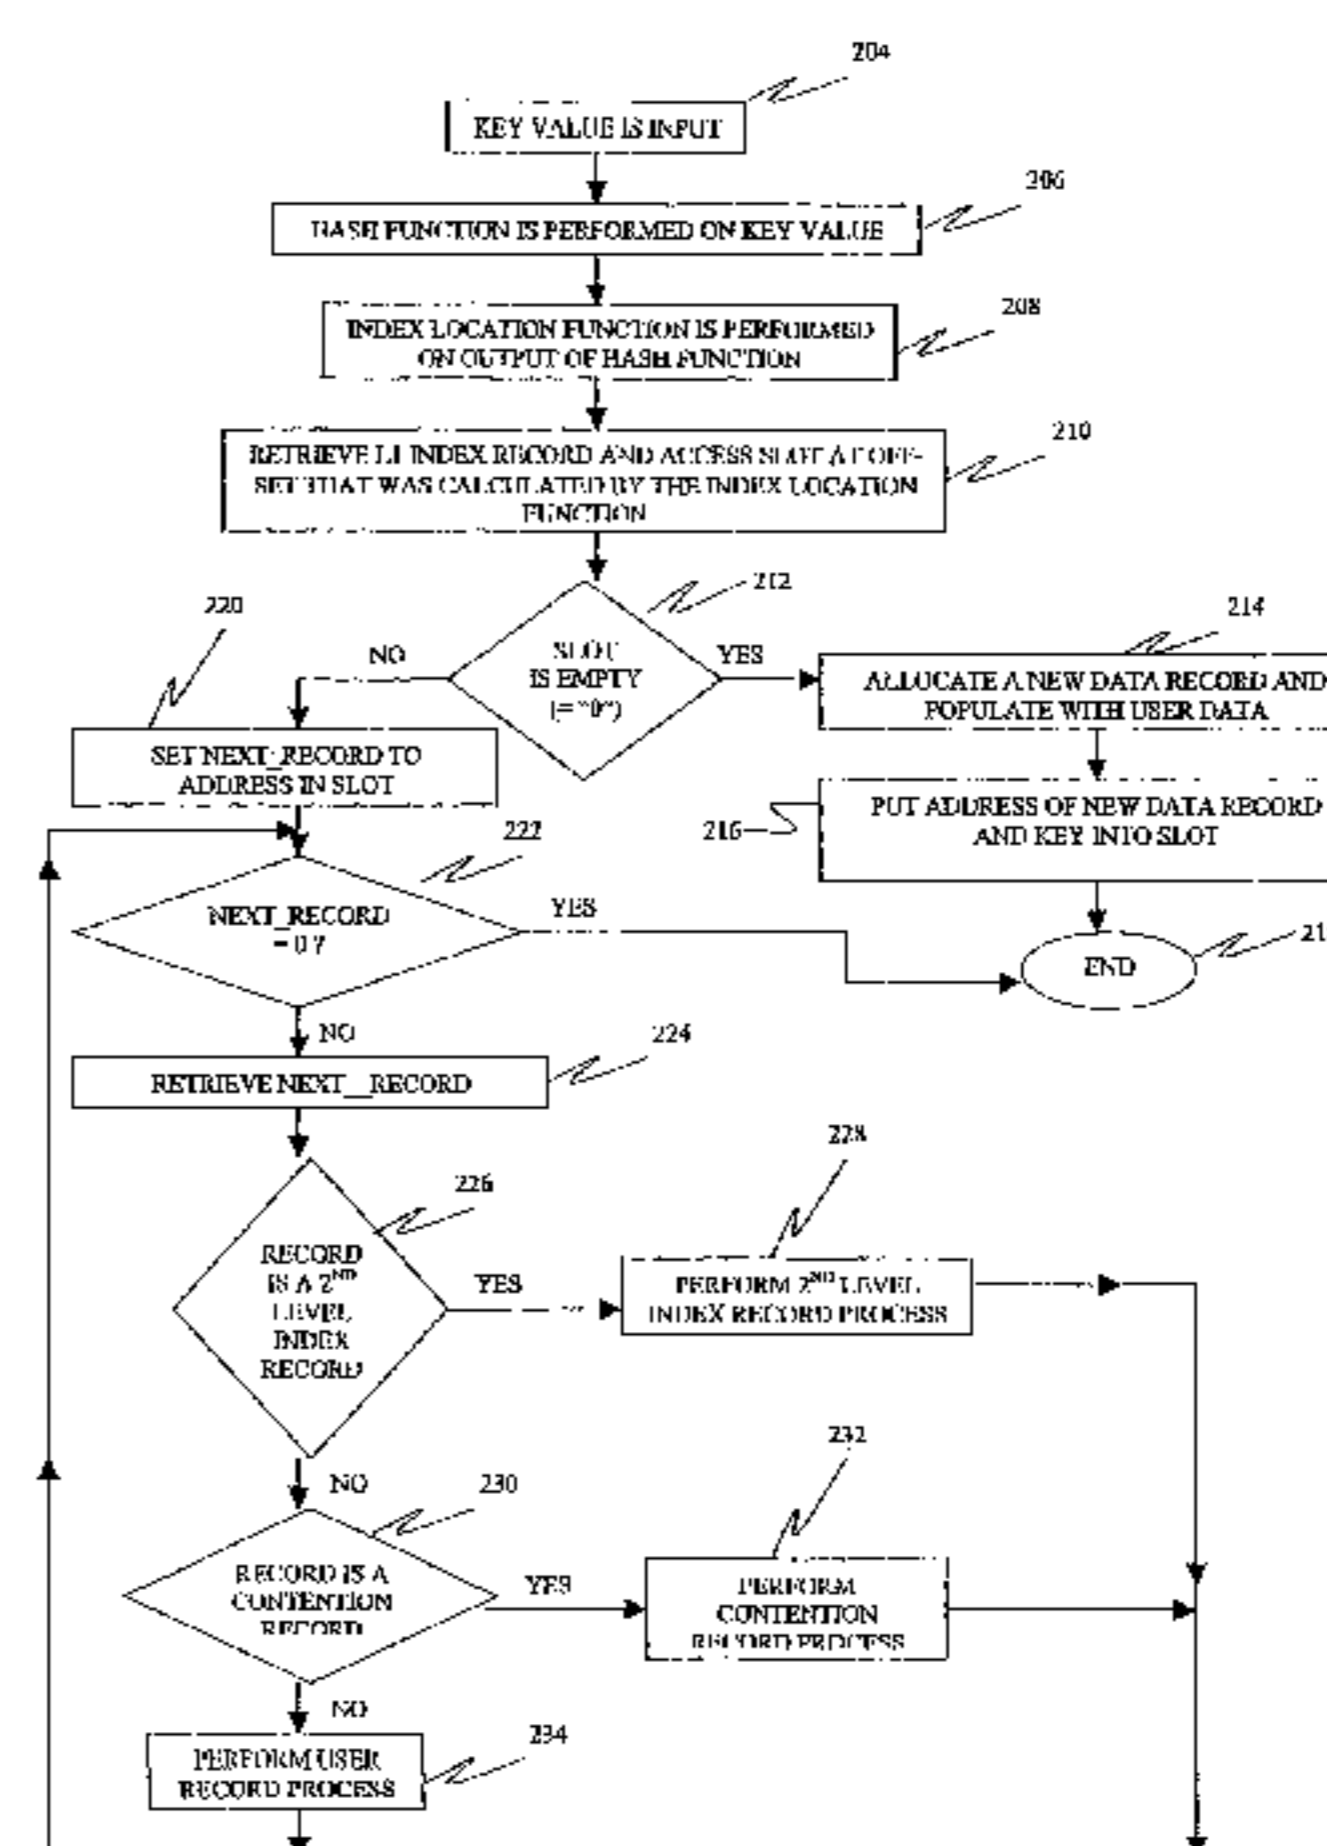 204
KEY VALUE IS INPUT
206
HASH FUNCTION IS PERFORMED ON KEY VALUE
208
INDEX LOCATION FUNCTION IS PERFORMED
ON OUTPUT OF HASH FUNCTION
210
RETRIEVE L1 INDEX RECORD AND ACCESS SLOT AT OFF-
SET THAT WAS CALCULATED BY THE INDEX LOCATION
FUNCTION
212
220
214
NO
SLOT
IS EMPTY
(= "0")
YES
ALLOCATE A NEW DATA RECORD AND
POPULATE WITH USER DATA
SET NEXT_RECORD TO
ADDRESS IN SLOT
216
PUT ADDRESS OF NEW DATA RECORD
AND KEY INTO SLOT
222
NEXT_RECORD
= 0 ?
YES
21
END
NO
224
RETRIEVE NEXT__RECORD
228
226
RECORD
IS A 2ND
LEVEL
INDEX
RECORD
YES
PERFORM 2ND LEVEL
INDEX RECORD PROCESS
232
NO
230
RECORD IS A
CONTENTION
RECORD
YES
PERFORM
CONTENTION
RECORD PROCESS
NO
234
PERFORM USER
RECORD PROCESS